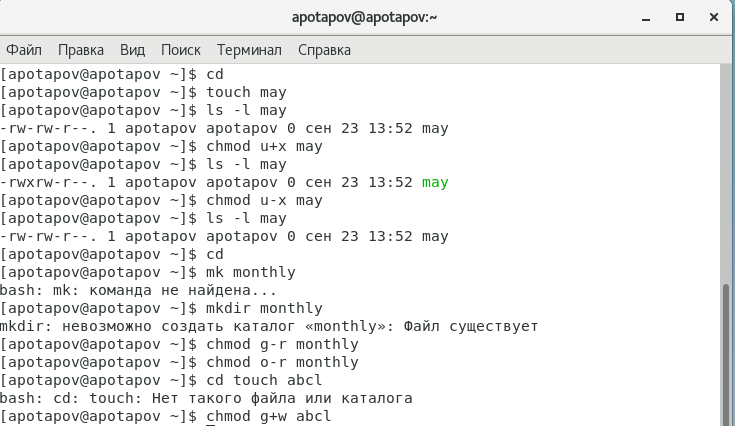 apotapov@apotapov:~
Файл Правка Вид Поиск Терминал Справка
[apotapov@apotapov ~]$ cd
[apotapov@apotapov ~]$ touch may
[apotapov@apotapov ~]$ ls -l may
-rw-rw-r--. 1 apotapov apotapov 0 сен 23 13:52 may
[apotapov@apotapov ~]$ chmod u+x may
[apotapov@apotapov ~]$ ls -l may
-rwxrw-r--. 1 apotapov apotapov 0 сен 23 13:52 may
[apotapov@apotapov ~]$ chmod u-x may
[apotapov@apotapov ~]$ ls -l may
-rw-rw-r--. 1 apotapov apotapov 0 сен 23 13:52 may
[apotapov@apotapov ~]$ cd
[apotapov@apotapov ~]$ mk monthly
bash: mk: команда не найдена...
[apotapov@apotapov ~]$ mkdir monthly
mkdir: невозможно создать каталог «monthly»: Файл существует
[apotapov@apotapov ~]$ chmod g-r monthly
[apotapov@apotapov ~]$ chmod o-r monthly
[apotapov@apotapov ~]$ cd touch abcl
bash: cd: touch: Нет такого файла или каталога
[apotapov@apotapov ~]$ chmod g+w abcl